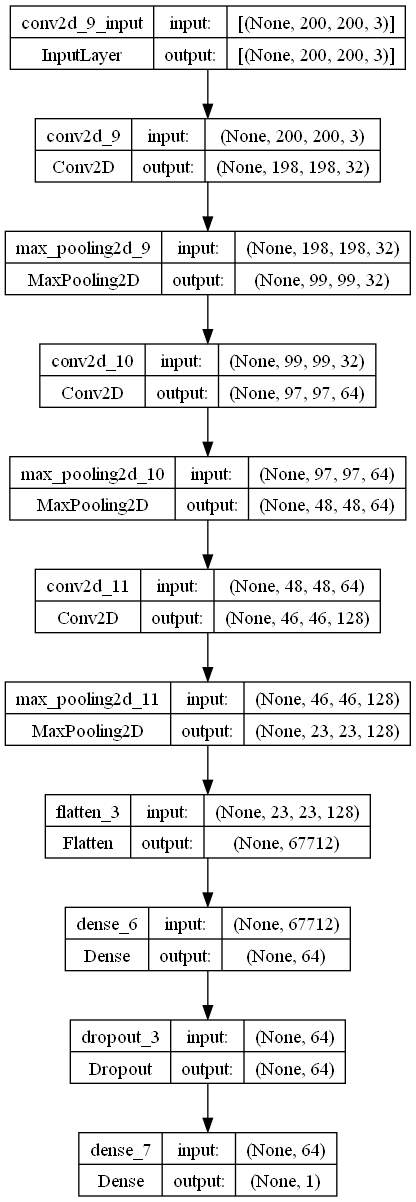 conv2d_9_input input: [(None, 200, 200, 3)]
InputLayer output: [(None, 200, 200, 3)]
conv2d_9 input: (None, 200, 200, 3)
Conv2D output: (None, 198, 198, 32)
max_pooling2d_9 input: (None, 198, 198, 32)
MaxPooling2D output: (None, 99, 99, 32)
conv2d_10 input: (None, 99, 99, 32)
Conv2D output: (None, 97, 97, 64)
max_pooling2d_10 input: (None, 97, 97, 64)
MaxPooling2D output: (None, 48, 48, 64)
conv2d_11 input: (None, 48, 48, 64)
Conv2D output: (None, 46, 46, 128)
max_pooling2d_11 input: (None, 46, 46, 128)
MaxPooling2D output: (None, 23, 23, 128)
flatten_3 input: (None, 23, 23, 128)
Flatten output: (None, 67712)
dense_6 input: (None, 67712)
Dense output: (None, 64)
dropout_3 input: (None, 64)
Dropout output: (None, 64)
dense_7 input: (None, 64)
Dense output: (None, 1)